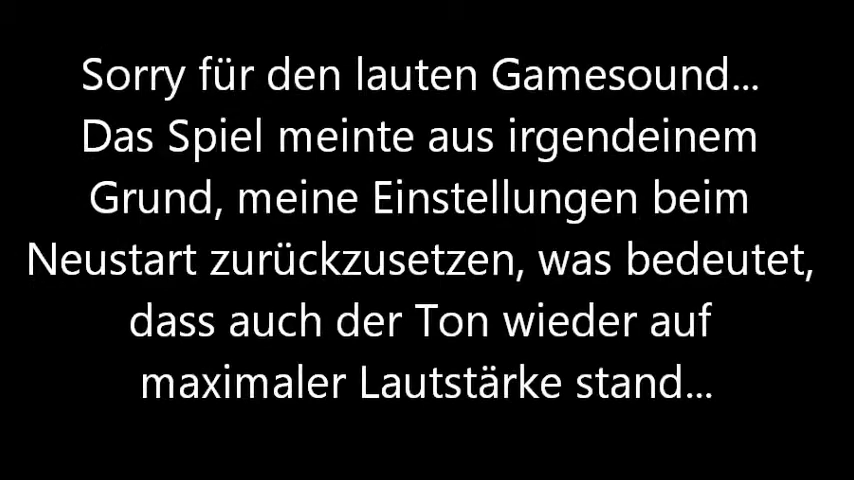 Sorry für den lauten Gamesound...
Das Spiel meinte aus irgendeinem
Grund, meine Einstellungen beim
Neustart zurückzusetzen, was bedeutet,
dass auch der Ton wieder auf
maximaler Lautstärke stand...